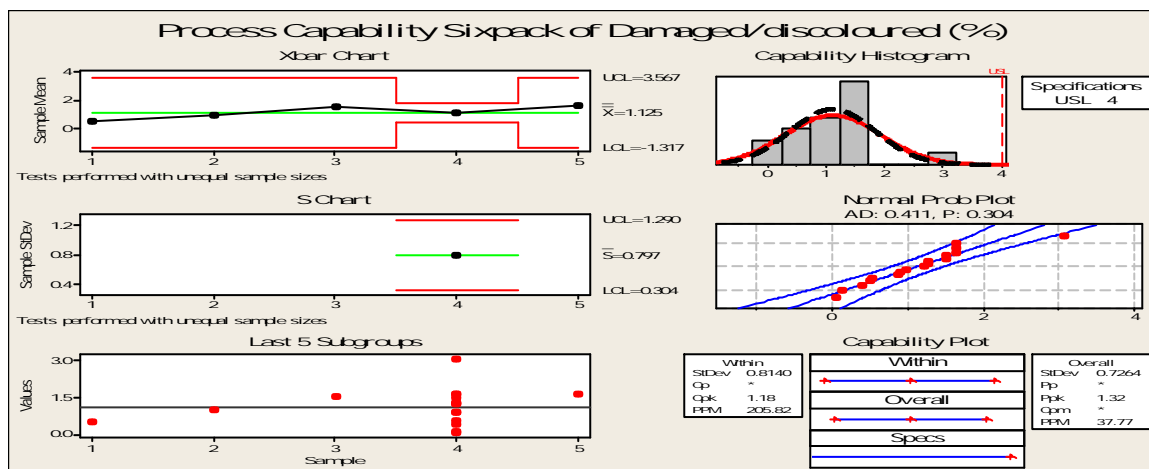 Process Capability Sixpack of Damaged/discoloured (%)
Xbar Chart
Sample Mean
4
2
0
1 2 3 4 5
UCL=3.567
X=1.125
LCL=-1.317
Tests performed with unequal sample sizes
S Chart
Sample StDev
1.2
0.8
0.4
1 2 3 4 5
UCL=1.290
S=0.797
LCL=0.304
Tests performed with unequal sample sizes
Last 5 Subgroups
Values
3.0
1.5
0.0
1 2 3 4 5
Sample
Capability Histogram
USL
0 1 2 3 4
Specifications
USL 4
Normal Prob Plot
AD: 0.411, P: 0.304
0 2 4
Capability Plot
Within
StDev 0.8140
Cp *
Cpk 1.18
PPM 205.82
Within
Overall
Specs
Overall
StDev 0.7264
Pp *
Ppk 1.32
Cpm *
PPM 37.77